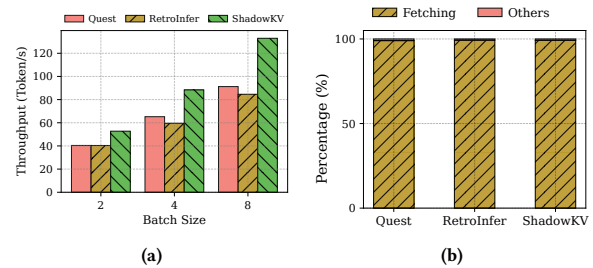 Quest RetroInfer ShadowKV
Throughput (Token/s)
120
100
80
60
40
20
0
2 4 8
Batch Size
(a)
Fetching Others
Percentage (%)
100
50
0
Quest RetroInfer ShadowKV
(b)